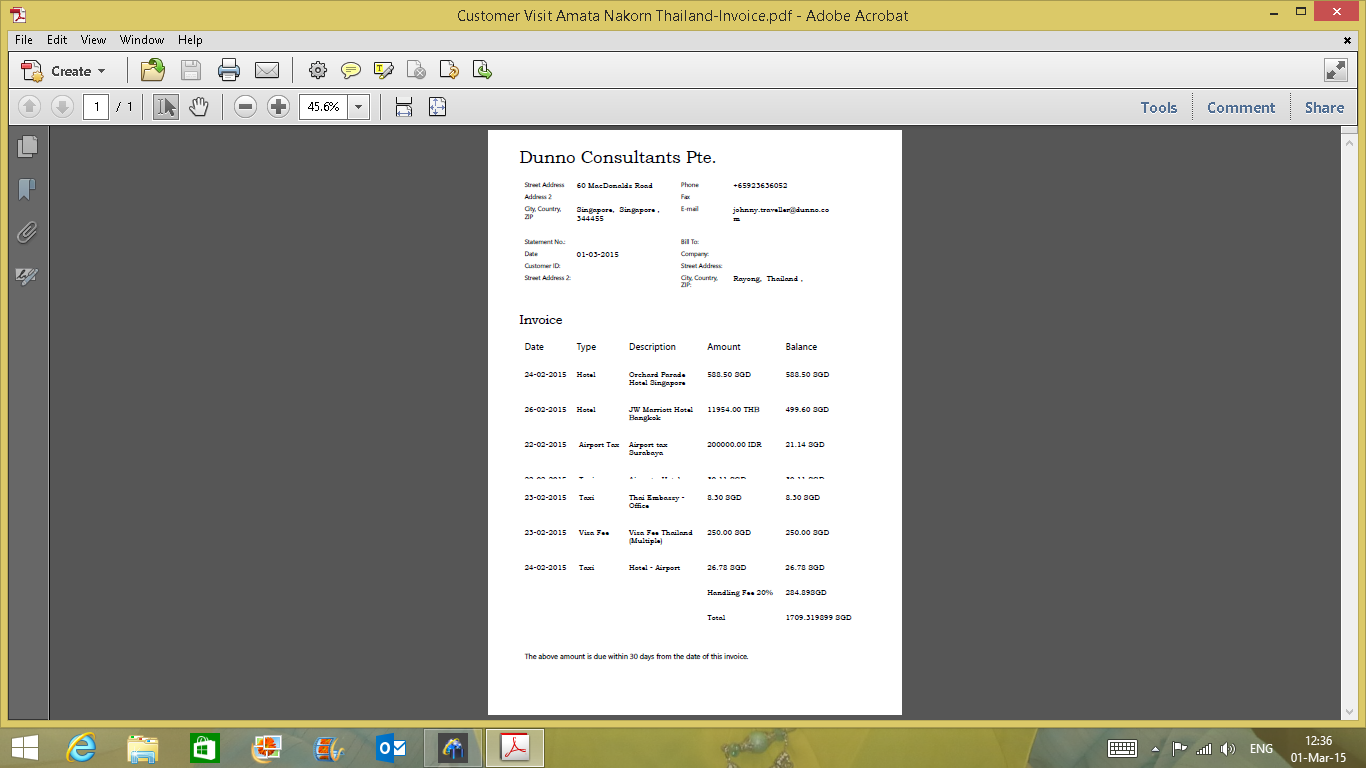 Customer Visit Amata Nakorn Thailand-Invoice.pdf - Adobe Acrobat
File Edit View Window Help
Create
1 / 1 45.6% Tools Comment Share
Dunno Consultants Pte.
Street Address 60 MacDonalds Road Phone +65923636052
Address 2 Fax
City, Country, Singapore, Singapore , E-mail johnny.traveller@dunno.co
ZIP 344455 m
Statement No.: Bill To:
Date 01-03-2015 Company:
Customer ID: Street Address:
Street Address 2: City, Country, Rayong, Thailand ,
ZIP:
Invoice
Date Type Description Amount Balance
24-02-2015 Hotel Orchard Parade 588.50 SGD 588.50 SGD
Hotel Singapore
26-02-2015 Hotel JW Marriott Hotel 11954.00 THB 499.60 SGD
Bangkok
22-02-2015 Airport Tax Airport tax 200000.00 IDR 21.14 SGD
Surabaya
23-02-2015 Taxi Thai Embassy - 8.30 SGD 8.30 SGD
Office
23-02-2015 Visa Fee Visa Fee Thailand 250.00 SGD 250.00 SGD
(Multiple)
24-02-2015 Taxi Hotel - Airport 26.78 SGD 26.78 SGD
Handling Fee 20% 284.89SGD
Total 1709.319899 SGD
The above amount is due within 30 days from the date of this invoice.
ENG 12:36
01-Mar-15